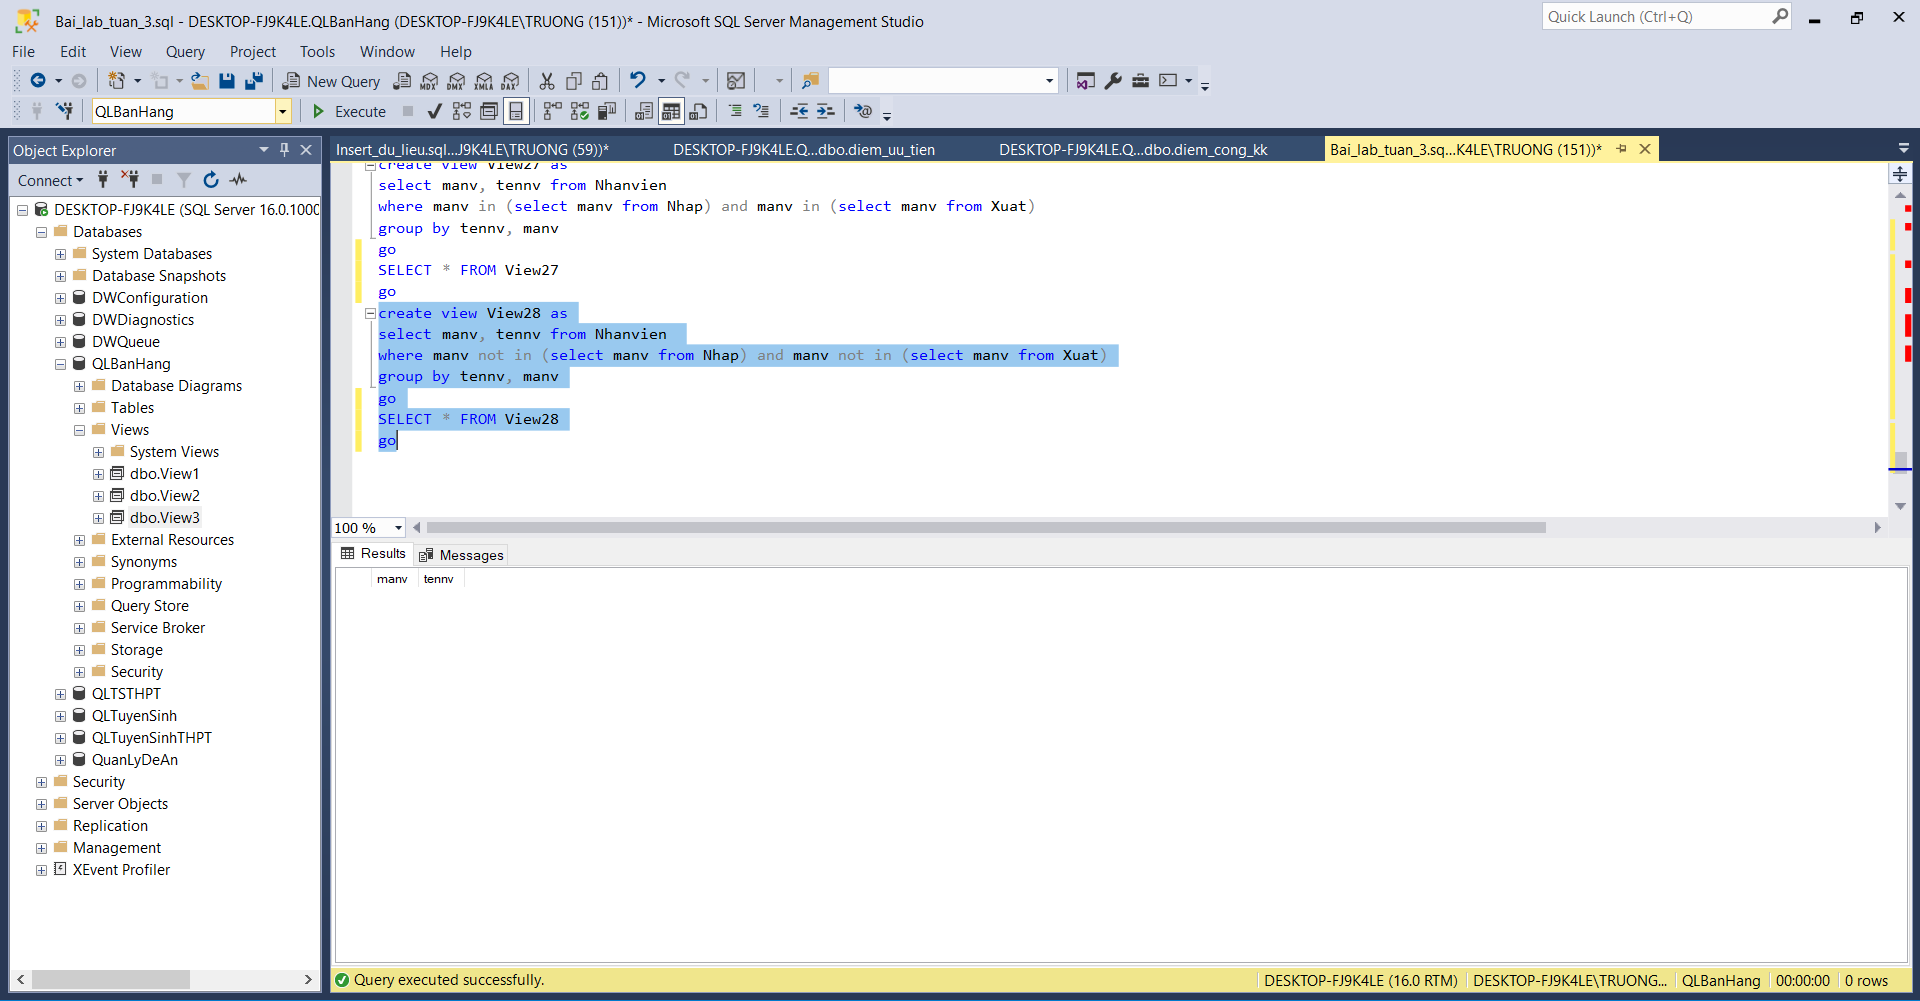 Bai_lab_tuan_3.sql - DESKTOP-FJ9K4LE.QLBanHang (DESKTOP-FJ9K4LE\TRUONG (151))* - Microsoft SQL Server Management Studio
Quick Launch (Ctrl+Q)
File Edit View Query Project Tools Window Help
New Query MDX DMX XMLA DAX
QLBanHang Execute
Object Explorer
Connect
DESKTOP-FJ9K4LE (SQL Server 16.0.1000
Databases
System Databases
Database Snapshots
DWConfiguration
DWDiagnostics
DWQueue
QLBanHang
Database Diagrams
Tables
Views
System Views
dbo.View1
dbo.View2
dbo.View3
External Resources
Synonyms
Programmability
Query Store
Service Broker
Storage
Security
QLTSTHPT
QLTuyenSinh
QLTuyenSinhTHPT
QuanLyDeAn
Security
Server Objects
Replication
Management
XEvent Profiler
Insert_du_lieu.sql...J9K4LE\TRUONG (59))* DESKTOP-FJ9K4LE.Q...dbo.diem_uu_tien DESKTOP-FJ9K4LE.Q...dbo.diem_cong_kk Bai_lab_tuan_3.sq...K4LE\TRUONG (151))*
create view View27 as
select manv, tennv from Nhanvien
where manv in (select manv from Nhap) and manv in (select manv from Xuat)
group by tennv, manv
go
SELECT * FROM View27
go
create view View28 as
select manv, tennv from Nhanvien
where manv not in (select manv from Nhap) and manv not in (select manv from Xuat)
group by tennv, manv
go
SELECT * FROM View28
go
100 %
Results Messages
manv tennv
Query executed successfully. DESKTOP-FJ9K4LE (16.0 RTM) DESKTOP-FJ9K4LE\TRUONG... QLBanHang 00:00:00 0 rows